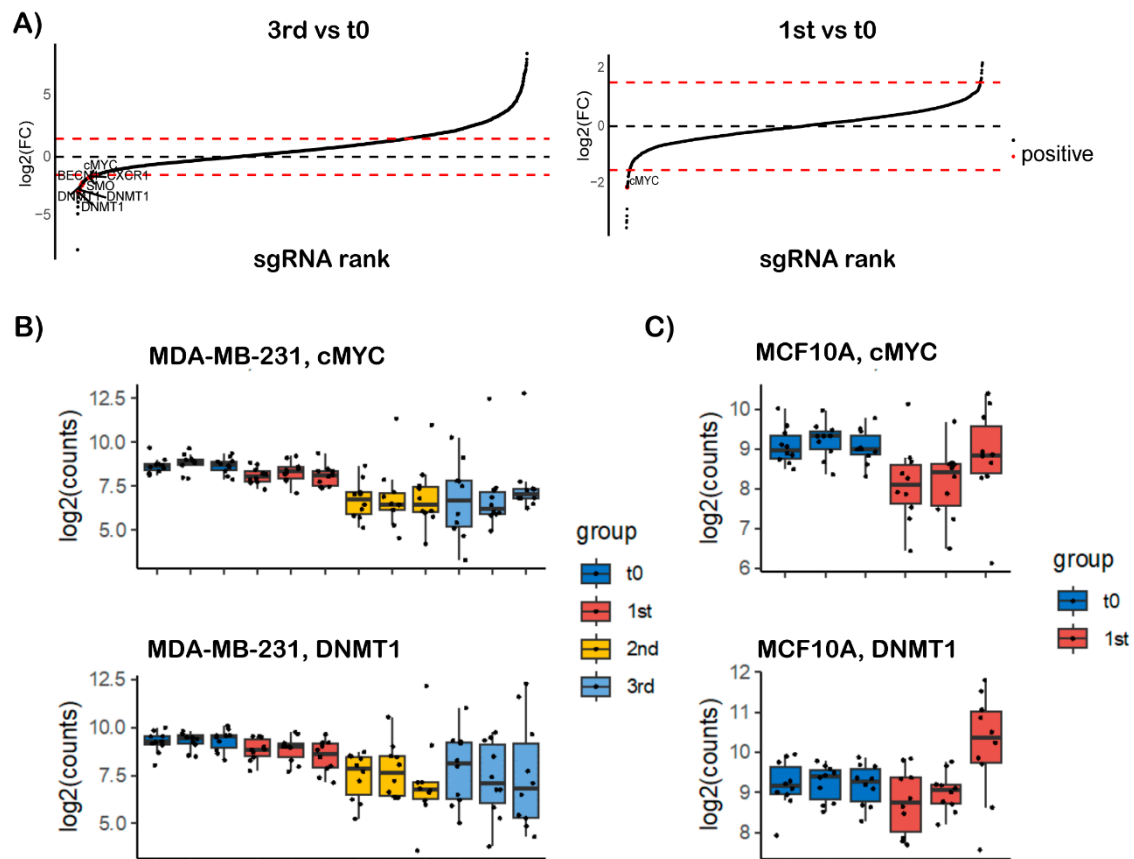 A)
3rd vs t0
1st vs t0
log2(FC)
5
0
−5
cMYC
BECN1 CXCR1
SMO
DNMT1 DNMT1
DNMT1
sgRNA rank
log2(FC)
2
0
−2
cMYC
positive
sgRNA rank
B)
MDA-MB-231, cMYC
log2(counts)
12.5
10.0
7.5
5.0
MDA-MB-231, DNMT1
log2(counts)
12.5
10.0
7.5
5.0
group
t0
1st
2nd
3rd
C)
MCF10A, cMYC
log2(counts)
10
9
8
7
6
MCF10A, DNMT1
log2(counts)
12
11
10
9
8
group
t0
1st